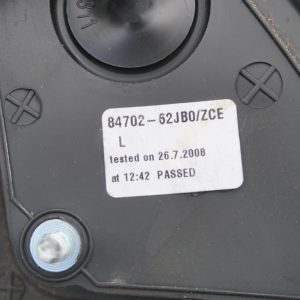 84702-62JB0/ZCE
L
tested on 26.7.2008
at 12:42 PASSED